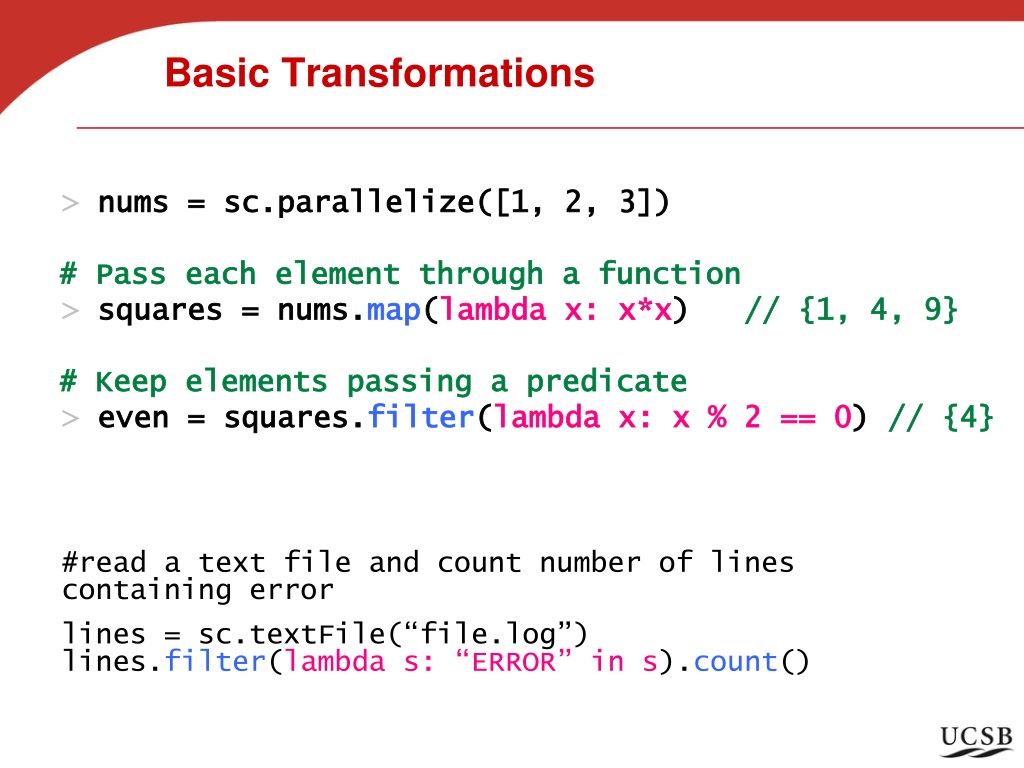 Basic Transformations
> nums = sc.parallelize([1, 2, 3])
# Pass each element through a function
> squares = nums.map(lambda x: x*x)   // {1, 4, 9}
# Keep elements passing a predicate
> even = squares.filter(lambda x: x % 2 == 0) // {4}
#read a text file and count number of lines
containing error
lines = sc.textFile(“file.log”)
lines.filter(lambda s: “ERROR” in s).count()
UCSB